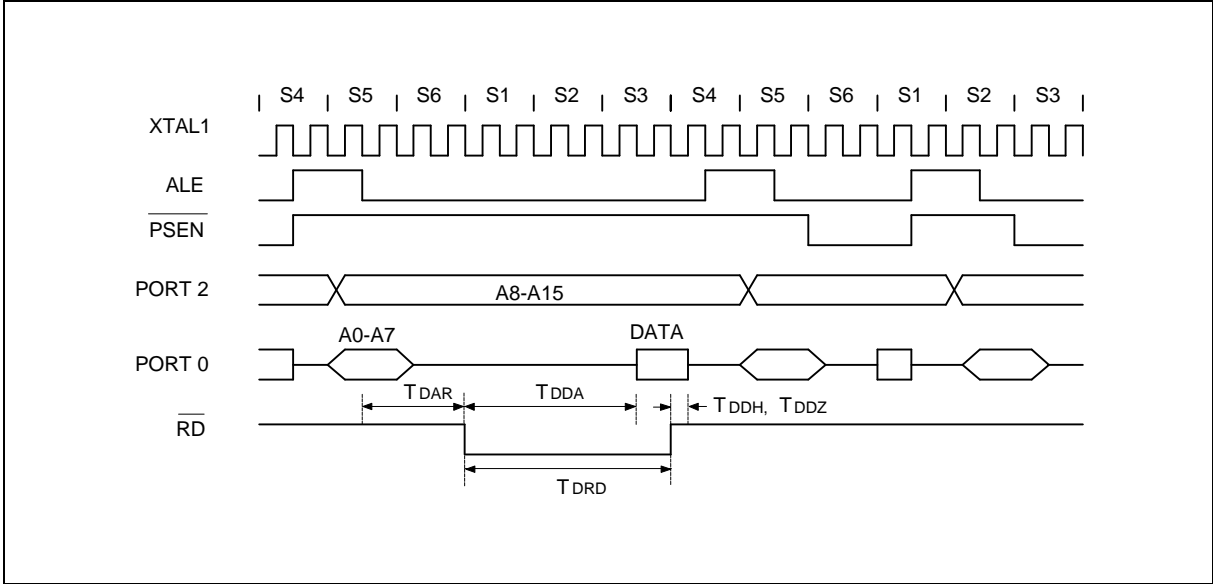 S4 S5 S6 S1 S2 S3 S4 S5 S6 S1 S2 S3
XTAL1
ALE
PSEN
PORT 2
A8-A15
A0-A7
DATA
PORT 0
TDAR
TDDA
TDDH, TDDZ
RD
TDRD